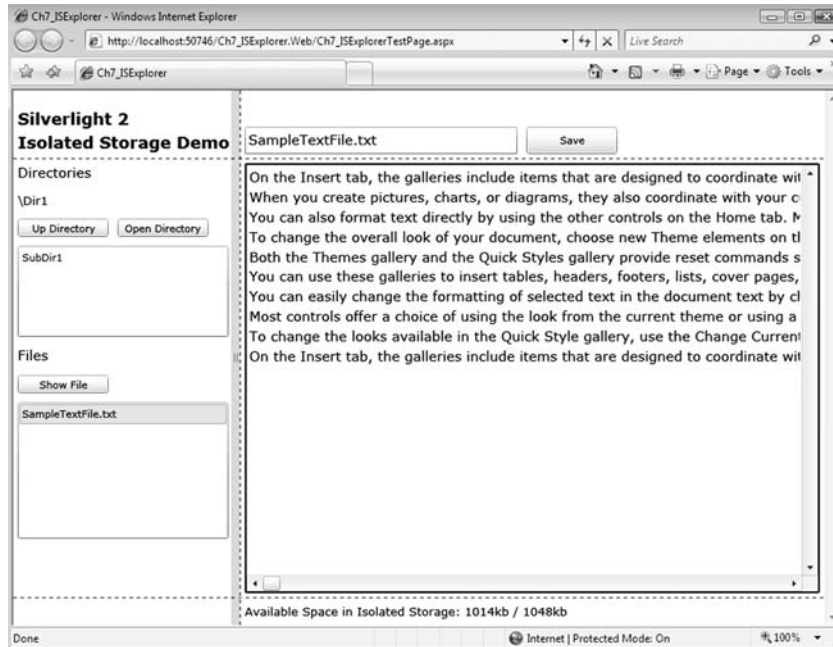 Ch7_ISExplorer - Windows Internet Explorer
http://localhost:50746/Ch7_ISExplorer.Web/Ch7_ISExplorerTestPage.aspx
Live Search
Ch7_ISExplorer
Page
Tools
Silverlight 2
Isolated Storage Demo
SampleTextFile.txt
Save
Directories
\Dir1
Up Directory
Open Directory
SubDir1
Files
Show File
SampleTextFile.txt
On the Insert tab, the galleries include items that are designed to coordinate wit
When you create pictures, charts, or diagrams, they also coordinate with your c
You can also format text directly by using the other controls on the Home tab. M
To change the overall look of your document, choose new Theme elements on t
Both the Themes gallery and the Quick Styles gallery provide reset commands s
You can use these galleries to insert tables, headers, footers, lists, cover pages,
You can easily change the formatting of selected text in the document text by c
Most controls offer a choice of using the look from the current theme or using a
To change the looks available in the Quick Style gallery, use the Change Current
On the Insert tab, the galleries include items that are designed to coordinate wit
Available Space in Isolated Storage: 1014kb / 1048kb
Done
Internet | Protected Mode: On
100%